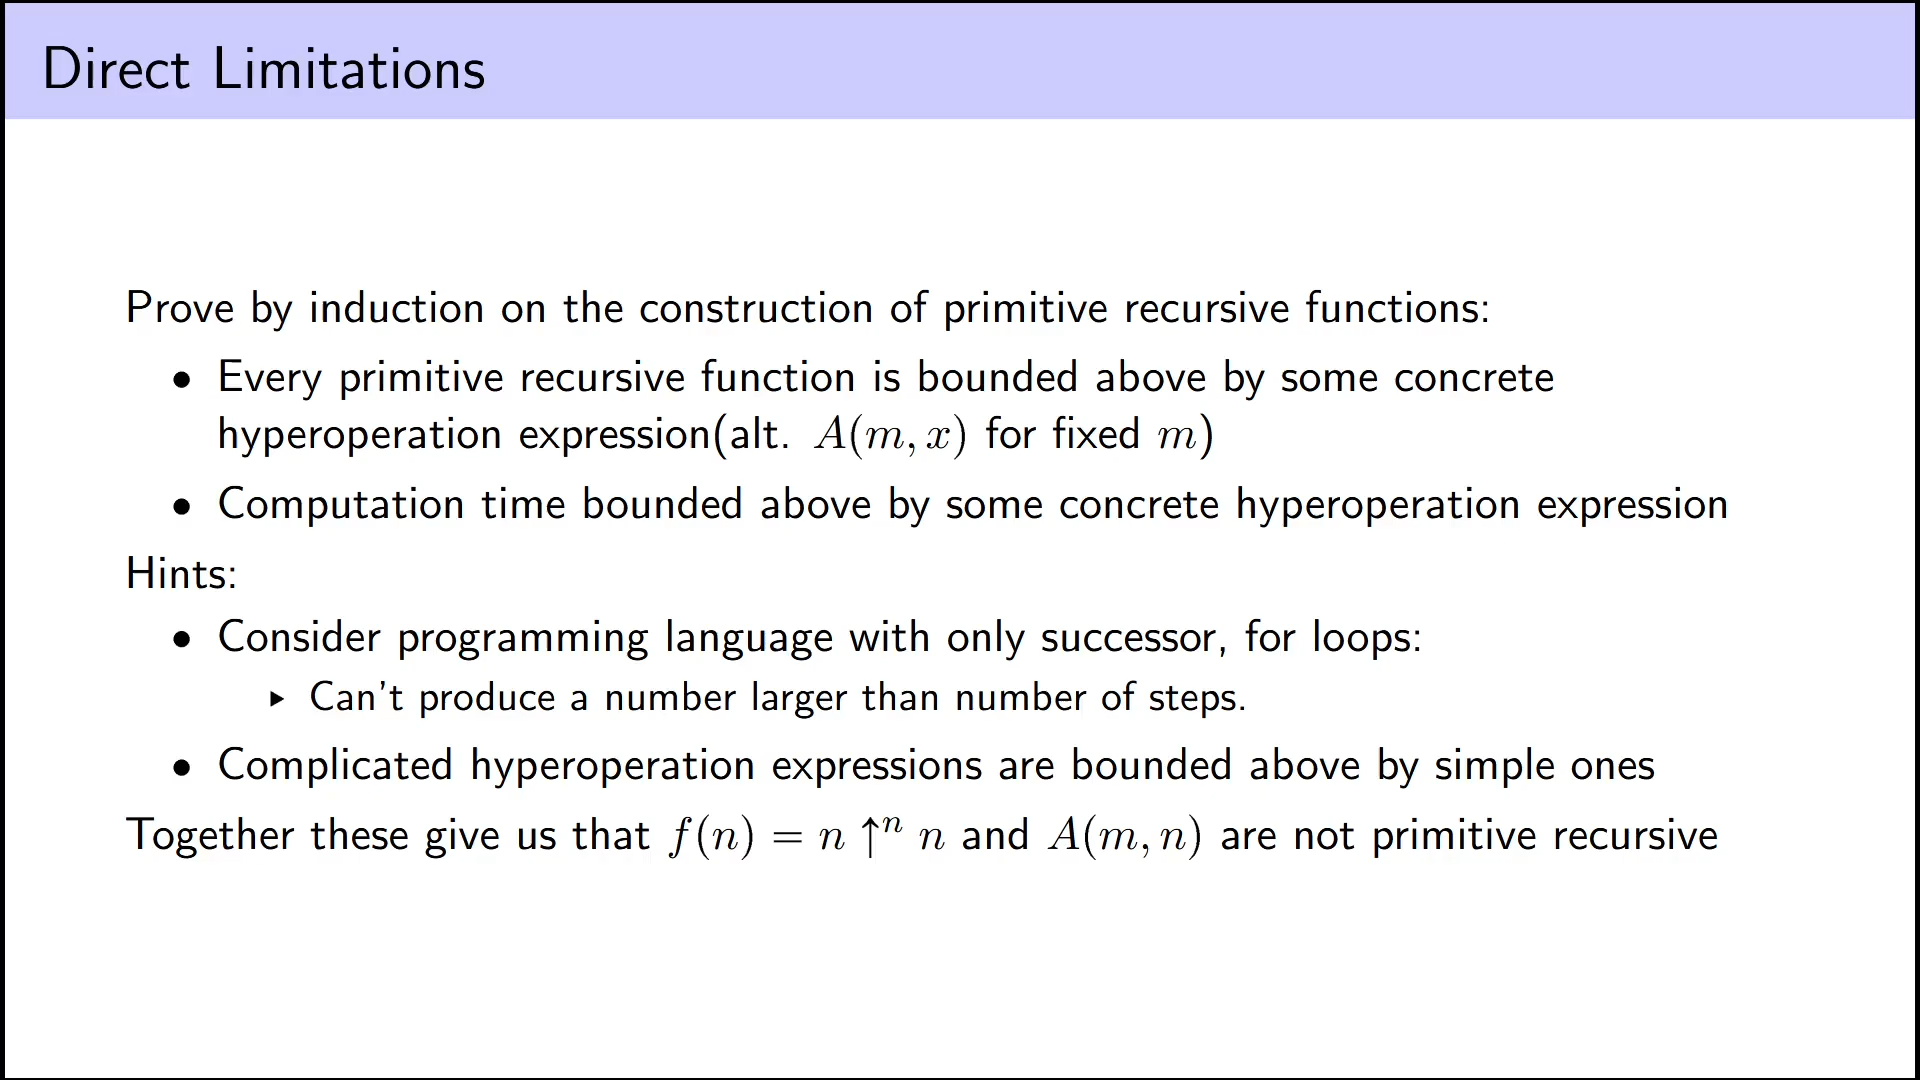 Direct Limitations
Prove by induction on the construction of primitive recursive functions:
• Every primitive recursive function is bounded above by some concrete
hyperoperation expression(alt. A(m, x) for fixed m)
• Computation time bounded above by some concrete hyperoperation expression
Hints:
• Consider programming language with only successor, for loops:
▸ Can't produce a number larger than number of steps.
• Complicated hyperoperation expressions are bounded above by simple ones
Together these give us that f(n) = n ↑ⁿ n and A(m, n) are not primitive recursive